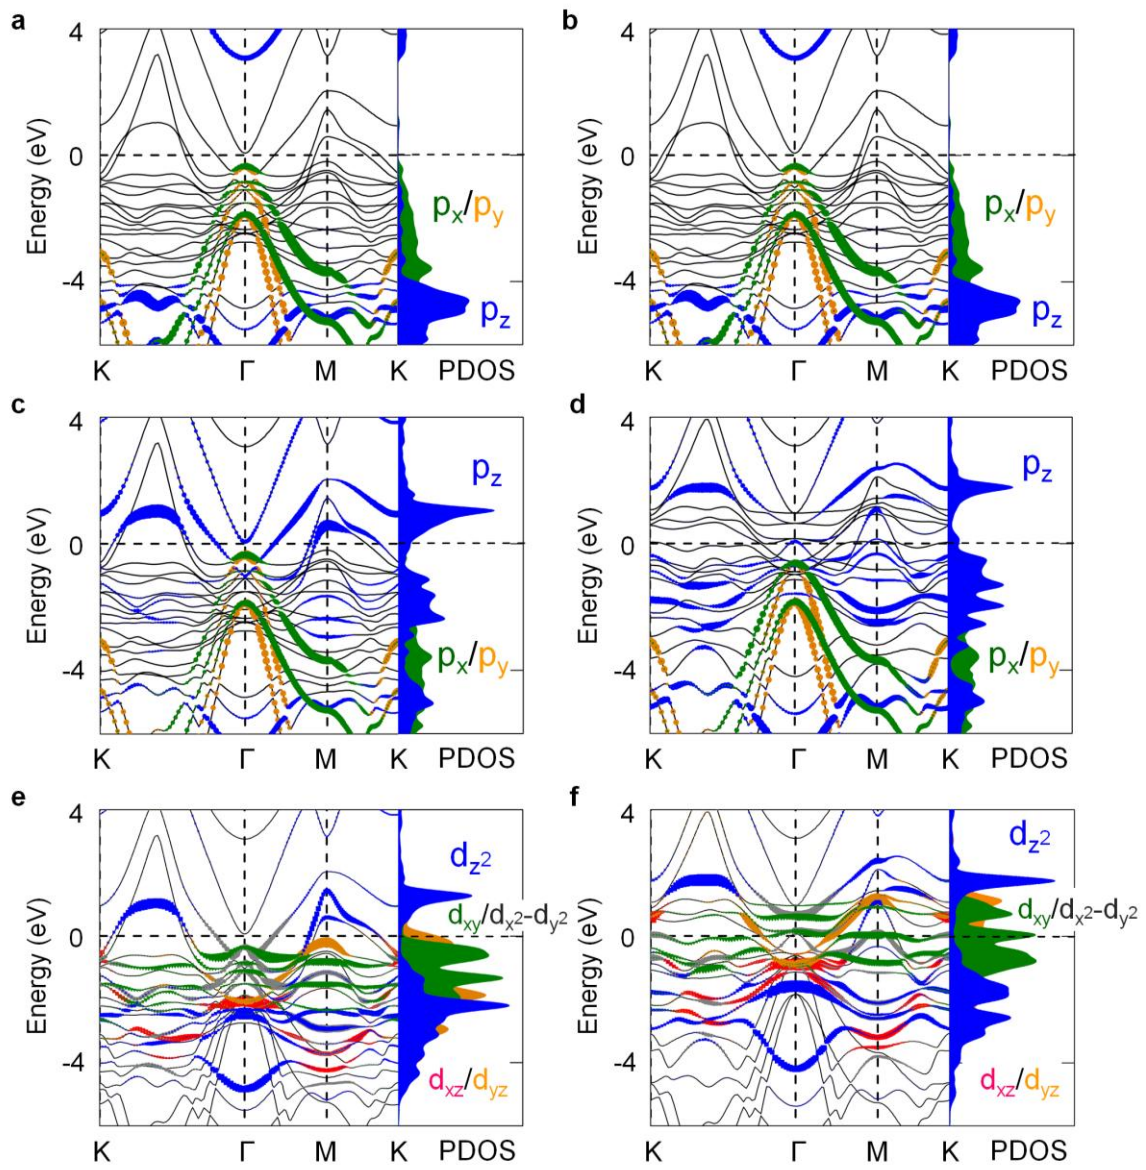 a
b
4
0
-4
Energy (eV)
px/py
pz
K Γ M K PDOS
4
0
-4
Energy (eV)
px/py
pz
K Γ M K PDOS
c
d
4
0
-4
Energy (eV)
pz
px/py
K Γ M K PDOS
4
0
-4
Energy (eV)
pz
px/py
K Γ M K PDOS
e
f
4
0
-4
Energy (eV)
dz2
dxy/dx2-dy2
dxz/dyz
K Γ M K PDOS
4
0
-4
Energy (eV)
dz2
dxy/dx2-dy2
dxz/dyz
K Γ M K PDOS